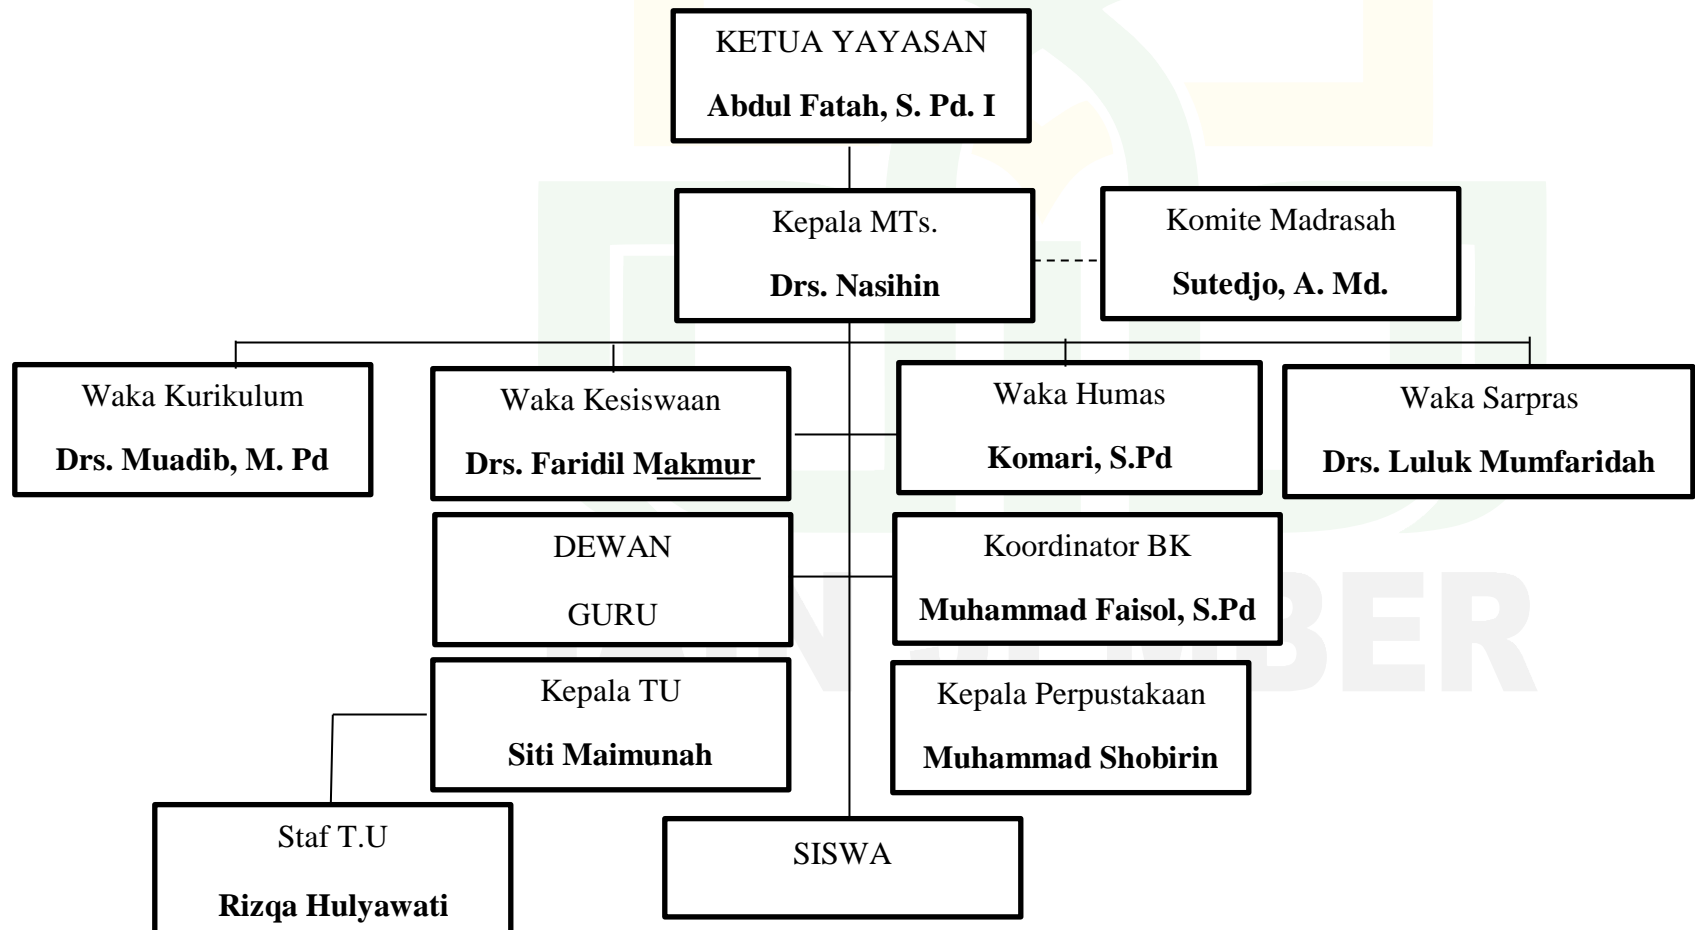 KETUA YAYASAN
Abdul Fatah, S. Pd. I
Kepala MTs.
Drs. Nasihin
Komite Madrasah
Sutedjo, A. Md.
Waka Kurikulum
Drs. Muadib, M. Pd
Waka Kesiswaan
Drs. Faridil Makmur
Waka Humas
Komari, S.Pd
Waka Sarpras
Drs. Luluk Mumfaridah
DEWAN
GURU
Koordinator BK
Muhammad Faisol, S.Pd
Kepala TU
Siti Maimunah
Kepala Perpustakaan
Muhammad Shobirin
Staf T.U
Rizqa Hulyawati
SISWA